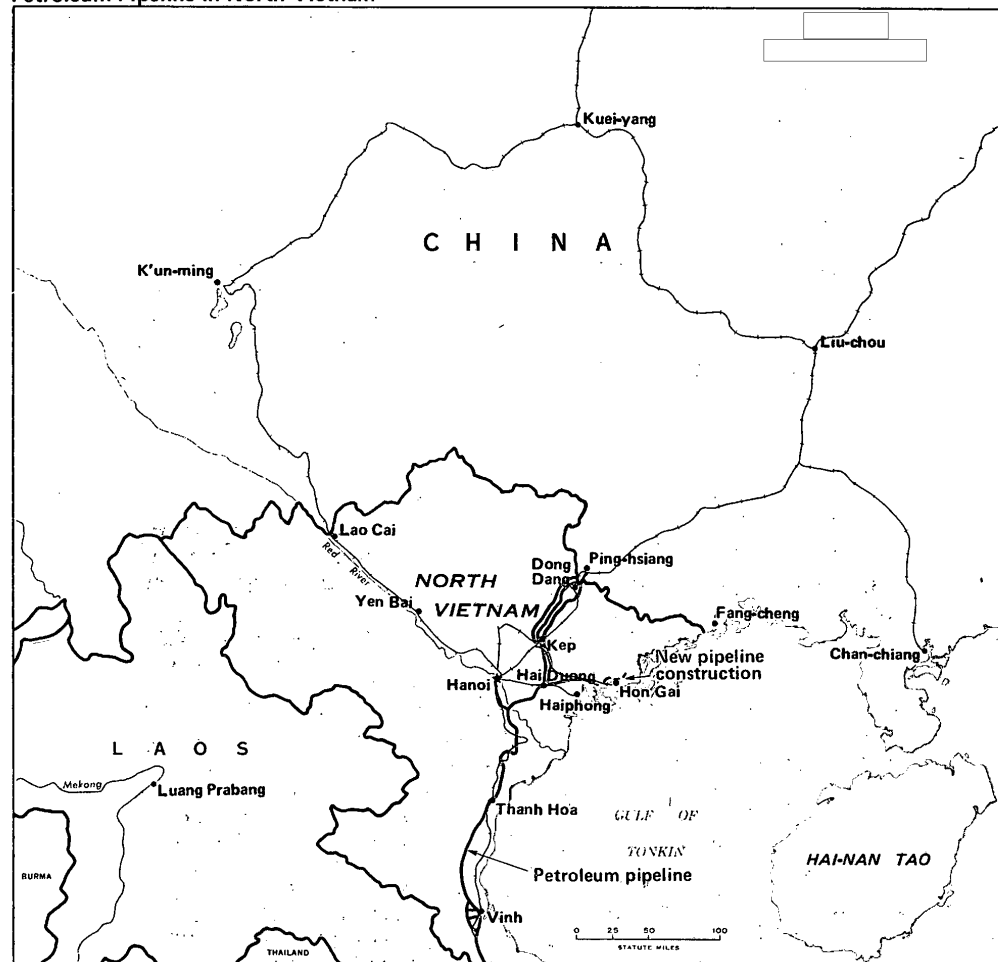 Petroleum Pipeline in North Vietnam
Kuei-yang
CHINA
K'un-ming
Liu-chou
Lao Cai
Red River
Dong Dang
Ping-hsiang
NORTH VIETNAM
Yen Bai
Fang-cheng
Kep
Chan-chiang
New pipeline construction
Hai Duong
Hanoi
Hon Gai
Haiphong
LAOS
Mekong
Luang Prabang
Thanh Hoa
GULF OF
TONKIN
HAI-NAN TAO
BURMA
Petroleum pipeline
Vinh
0 25 50 100
STATUTE MILES
THAILAND